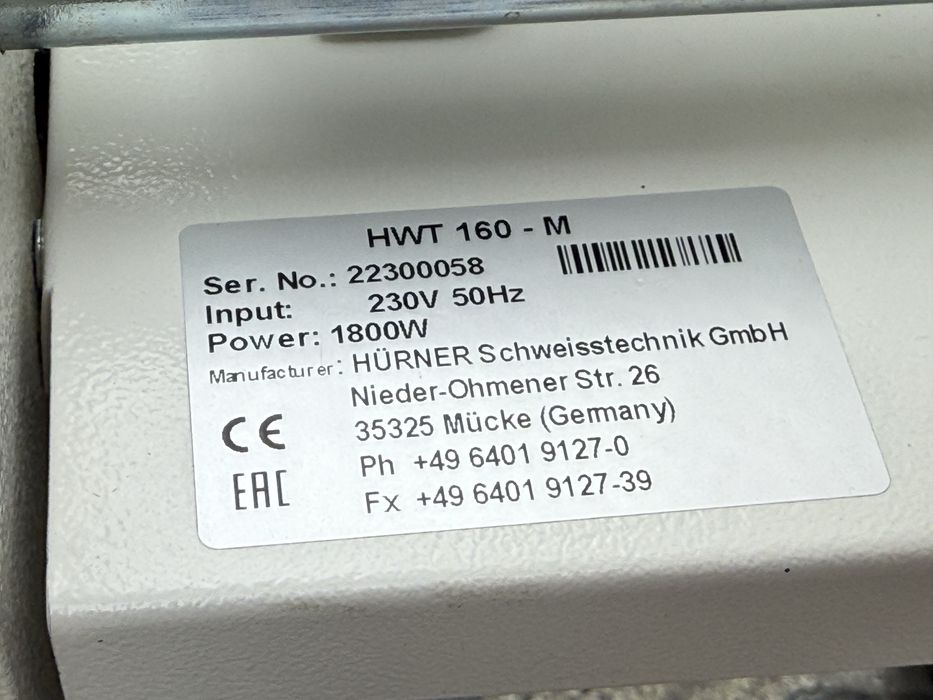 HWT 160 - M
Ser. No.: 22300058
Input: 230V 50Hz
Power: 1800W
Manufacturer: HÜRNER Schweisstechnik GmbH
Nieder-Ohmener Str. 26
35325 Mücke (Germany)
Ph +49 6401 9127-0
Fx +49 6401 9127-39
CE
EAC